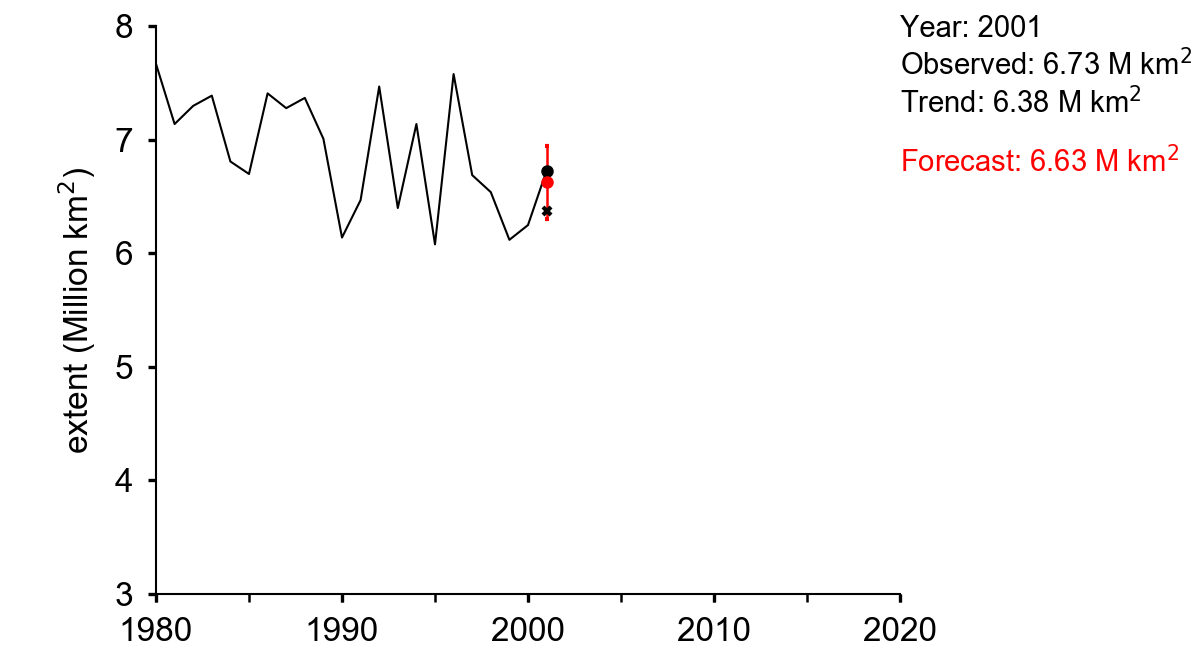 Year: 2001
Observed: 6.73 M km²
Trend: 6.38 M km²
Forecast: 6.63 M km²
extent (Million km²)
8
7
6
5
4
3
1980 1990 2000 2010 2020